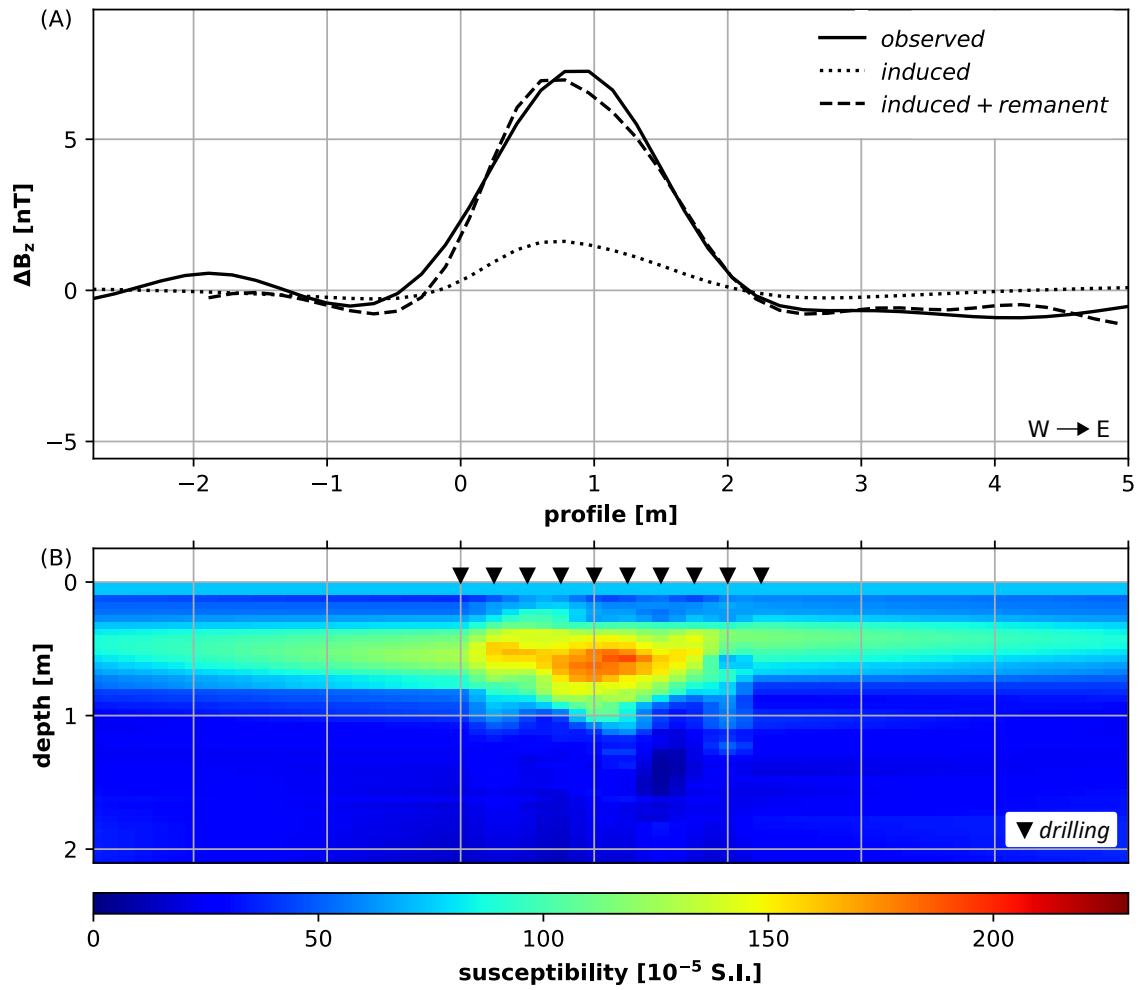 (A)
observed
induced
induced + remanent
5
0
−5
ΔB_z [nT]
W → E
−2 −1 0 1 2 3 4 5
profile [m]
(B)
0
1
2
depth [m]
▼ drilling
0 50 100 150 200
susceptibility [10⁻⁵ S.I.]